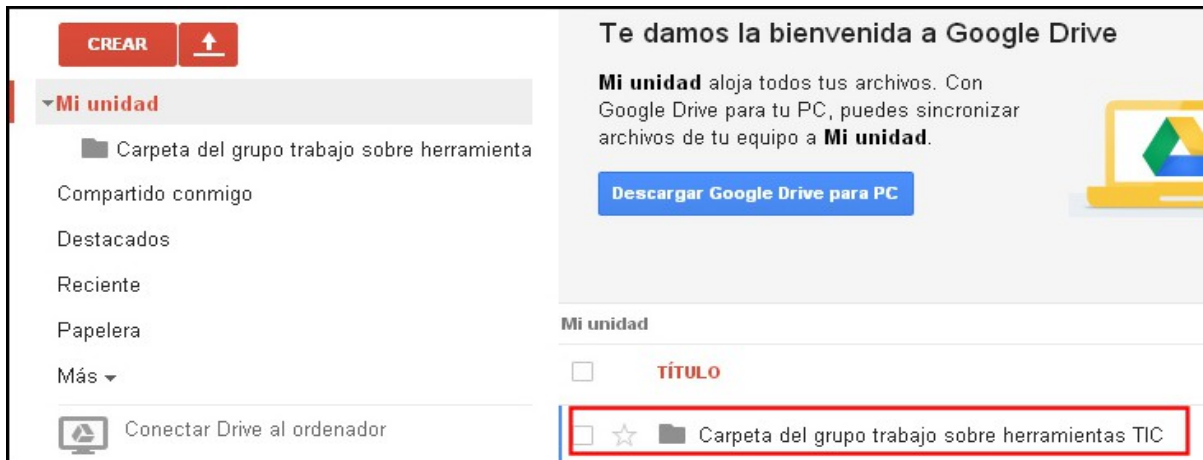 CREAR
Mi unidad
Carpeta del grupo trabajo sobre herramienta
Compartido conmigo
Destacados
Reciente
Papelera
Más
Conectar Drive al ordenador
Te damos la bienvenida a Google Drive
Mi unidad aloja todos tus archivos. Con
Google Drive para tu PC, puedes sincronizar
archivos de tu equipo a Mi unidad.
Descargar Google Drive para PC
Mi unidad
TÍTULO
Carpeta del grupo trabajo sobre herramientas TIC